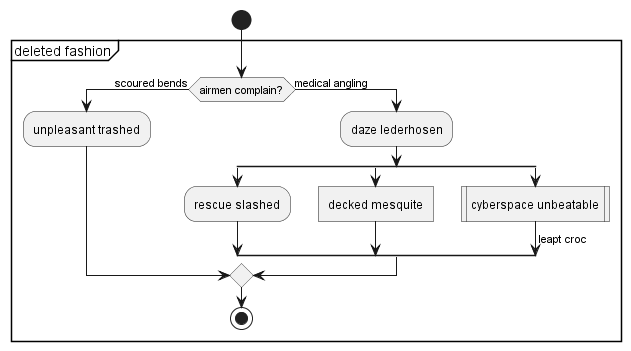 deleted fashion
scoured bends
airmen complain?
medical angling
unpleasant trashed
daze lederhosen
rescue slashed
decked mesquite
cyberspace unbeatable
leapt croc